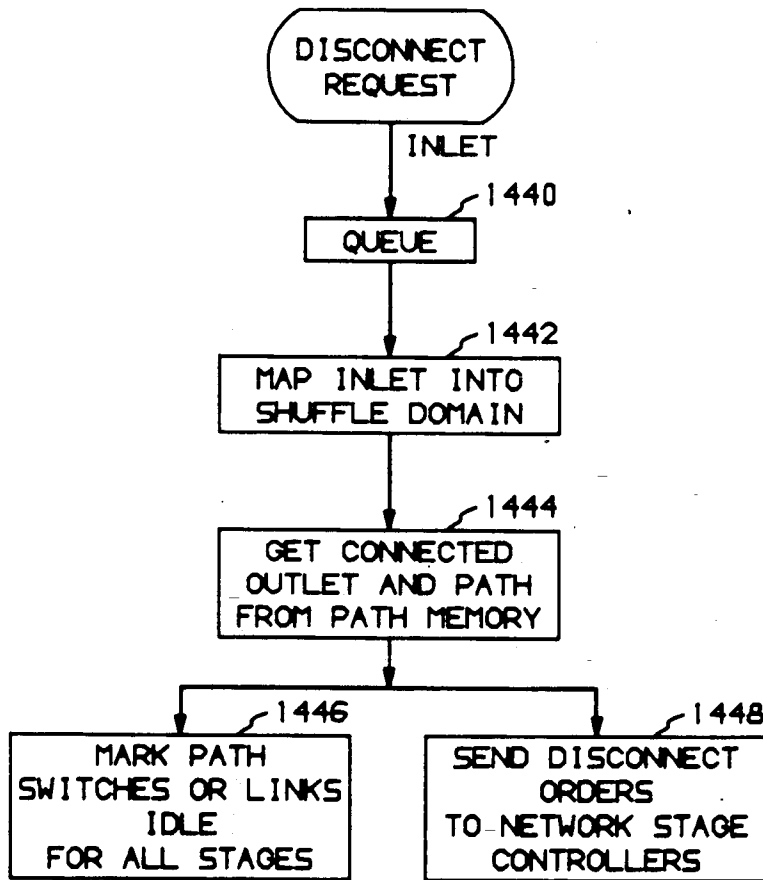 DISCONNECT
REQUEST
INLET
1440
QUEUE
1442
MAP INLET INTO
SHUFFLE DOMAIN
1444
GET CONNECTED
OUTLET AND PATH
FROM PATH MEMORY
1446
MARK PATH
SWITCHES OR LINKS
IDLE
FOR ALL STAGES
1448
SEND DISCONNECT
ORDERS
TO NETWORK STAGE
CONTROLLERS